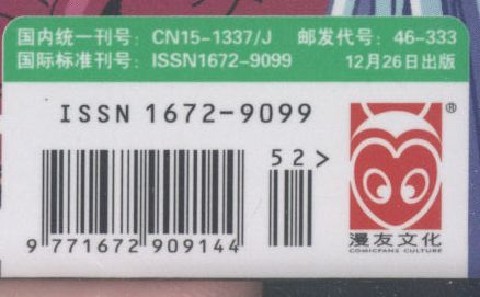 国内统一刊号: CN15-1337/J 邮发代号: 46-333
国际标准刊号: ISSN1672-9099 12月26日出版
ISSN 1672-9099
52>
9 771672 909144
®
漫友文化
COMICFANS CULTURE